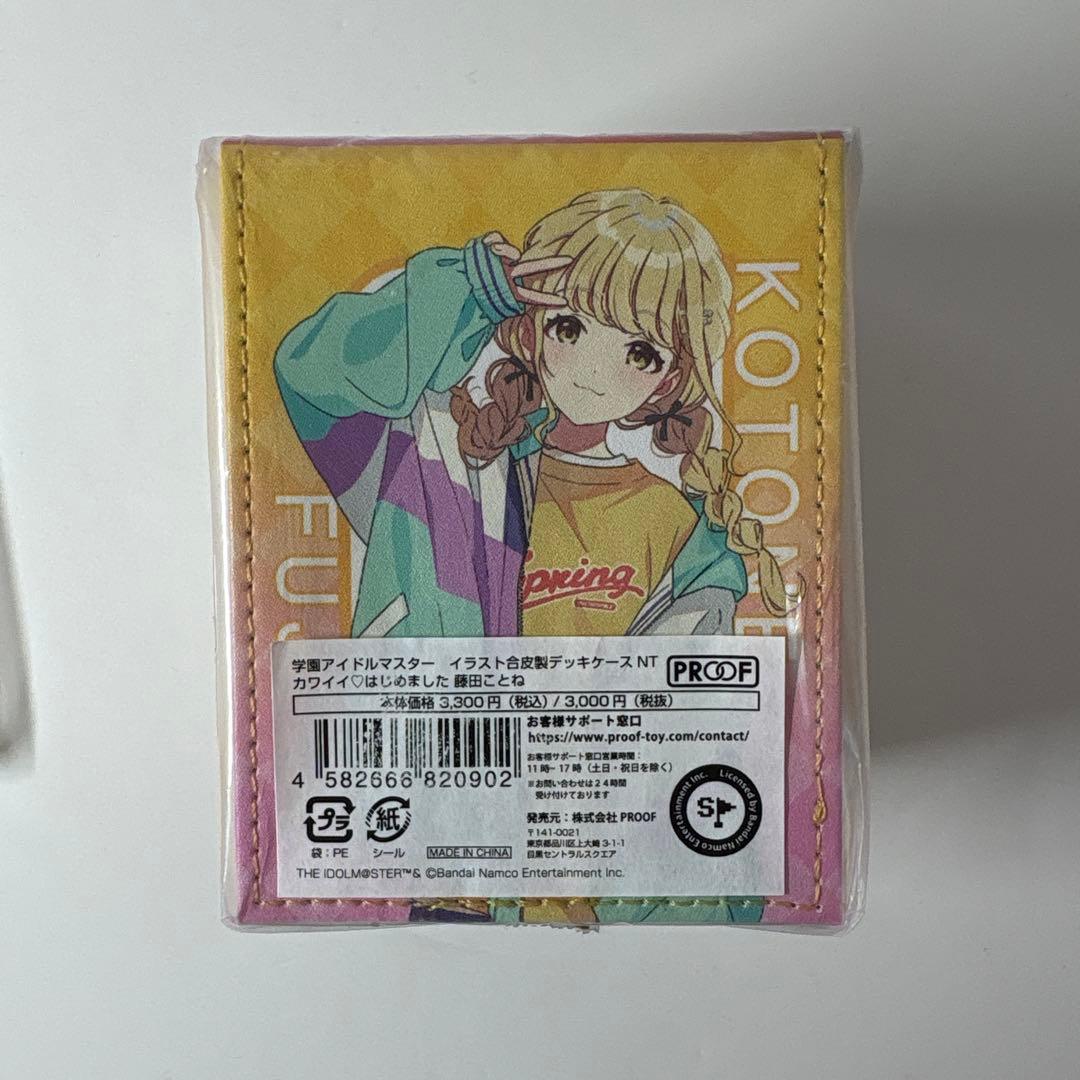 KOTONE
FUJ
Spring
学園アイドルマスター イラスト合皮製デッキケース NT
カワイイ♡はじめました 藤田ことね
PROOF
本体価格 3,300円（税込）/ 3,000円（税抜）
お客様サポート窓口
https://www.proof-toy.com/contact/
お客様サポート窓口営業時間：
11時~17時（土日・祝日を除く）
※お問い合わせは24時間
受け付けております
4 582666 820902
発売元：株式会社 PROOF
〒141-0021
東京都品川区上大崎 3-1-1
目黒セントラルスクエア
プラ
袋：PE
紙
シール
MADE IN CHINA
Licensed by Bandai Namco Entertainment Inc.
S
THE IDOLM@STER™& ©Bandai Namco Entertainment Inc.